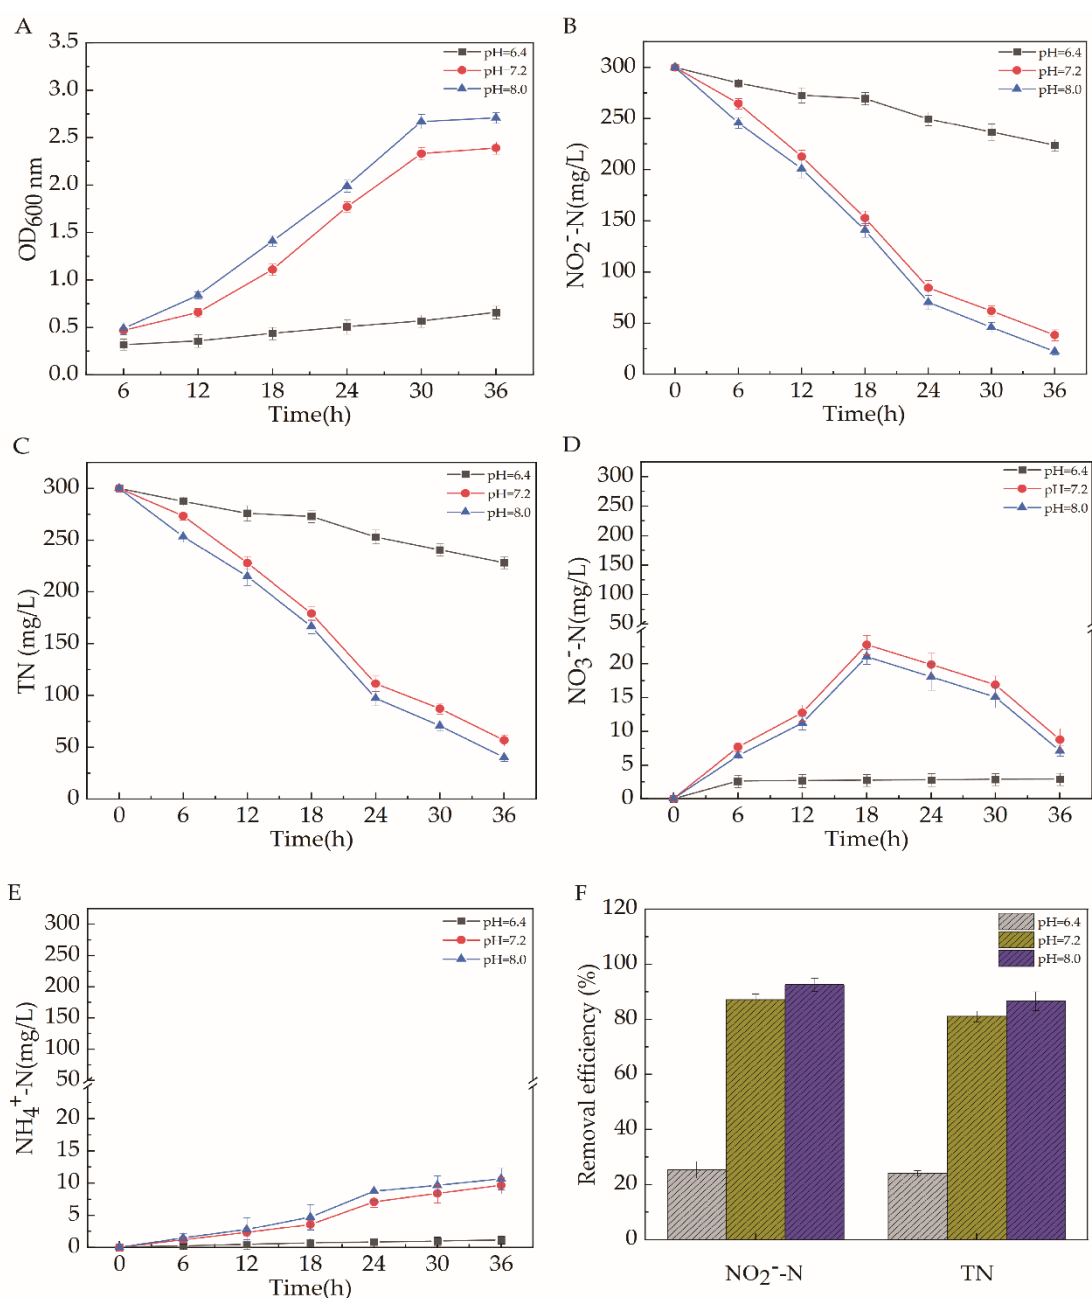 A
3.5
3.0
2.5
2.0
1.5
1.0
0.5
0.0
OD600 nm
6 12 18 24 30 36
Time(h)
pH=6.4
pH=7.2
pH=8.0
B
300
250
200
150
100
50
0
NO2⁻-N(mg/L)
0 6 12 18 24 30 36
Time(h)
pH=6.4
pH=7.2
pH=8.0
C
300
250
200
150
100
50
0
TN (mg/L)
0 6 12 18 24 30 36
Time(h)
pH=6.4
pH=7.2
pH=8.0
D
300
250
200
150
100
50
20
15
10
5
0
NO3⁻-N(mg/L)
0 6 12 18 24 30 36
Time(h)
pH=6.4
pH=7.2
pH=8.0
E
300
250
200
150
100
50
20
15
10
5
0
NH4⁺-N(mg/L)
0 6 12 18 24 30 36
Time(h)
pH=6.4
pH=7.2
pH=8.0
F
120
100
80
60
40
20
0
Removal efficiency (%)
NO2⁻-N TN
pH=6.4
pH=7.2
pH=8.0